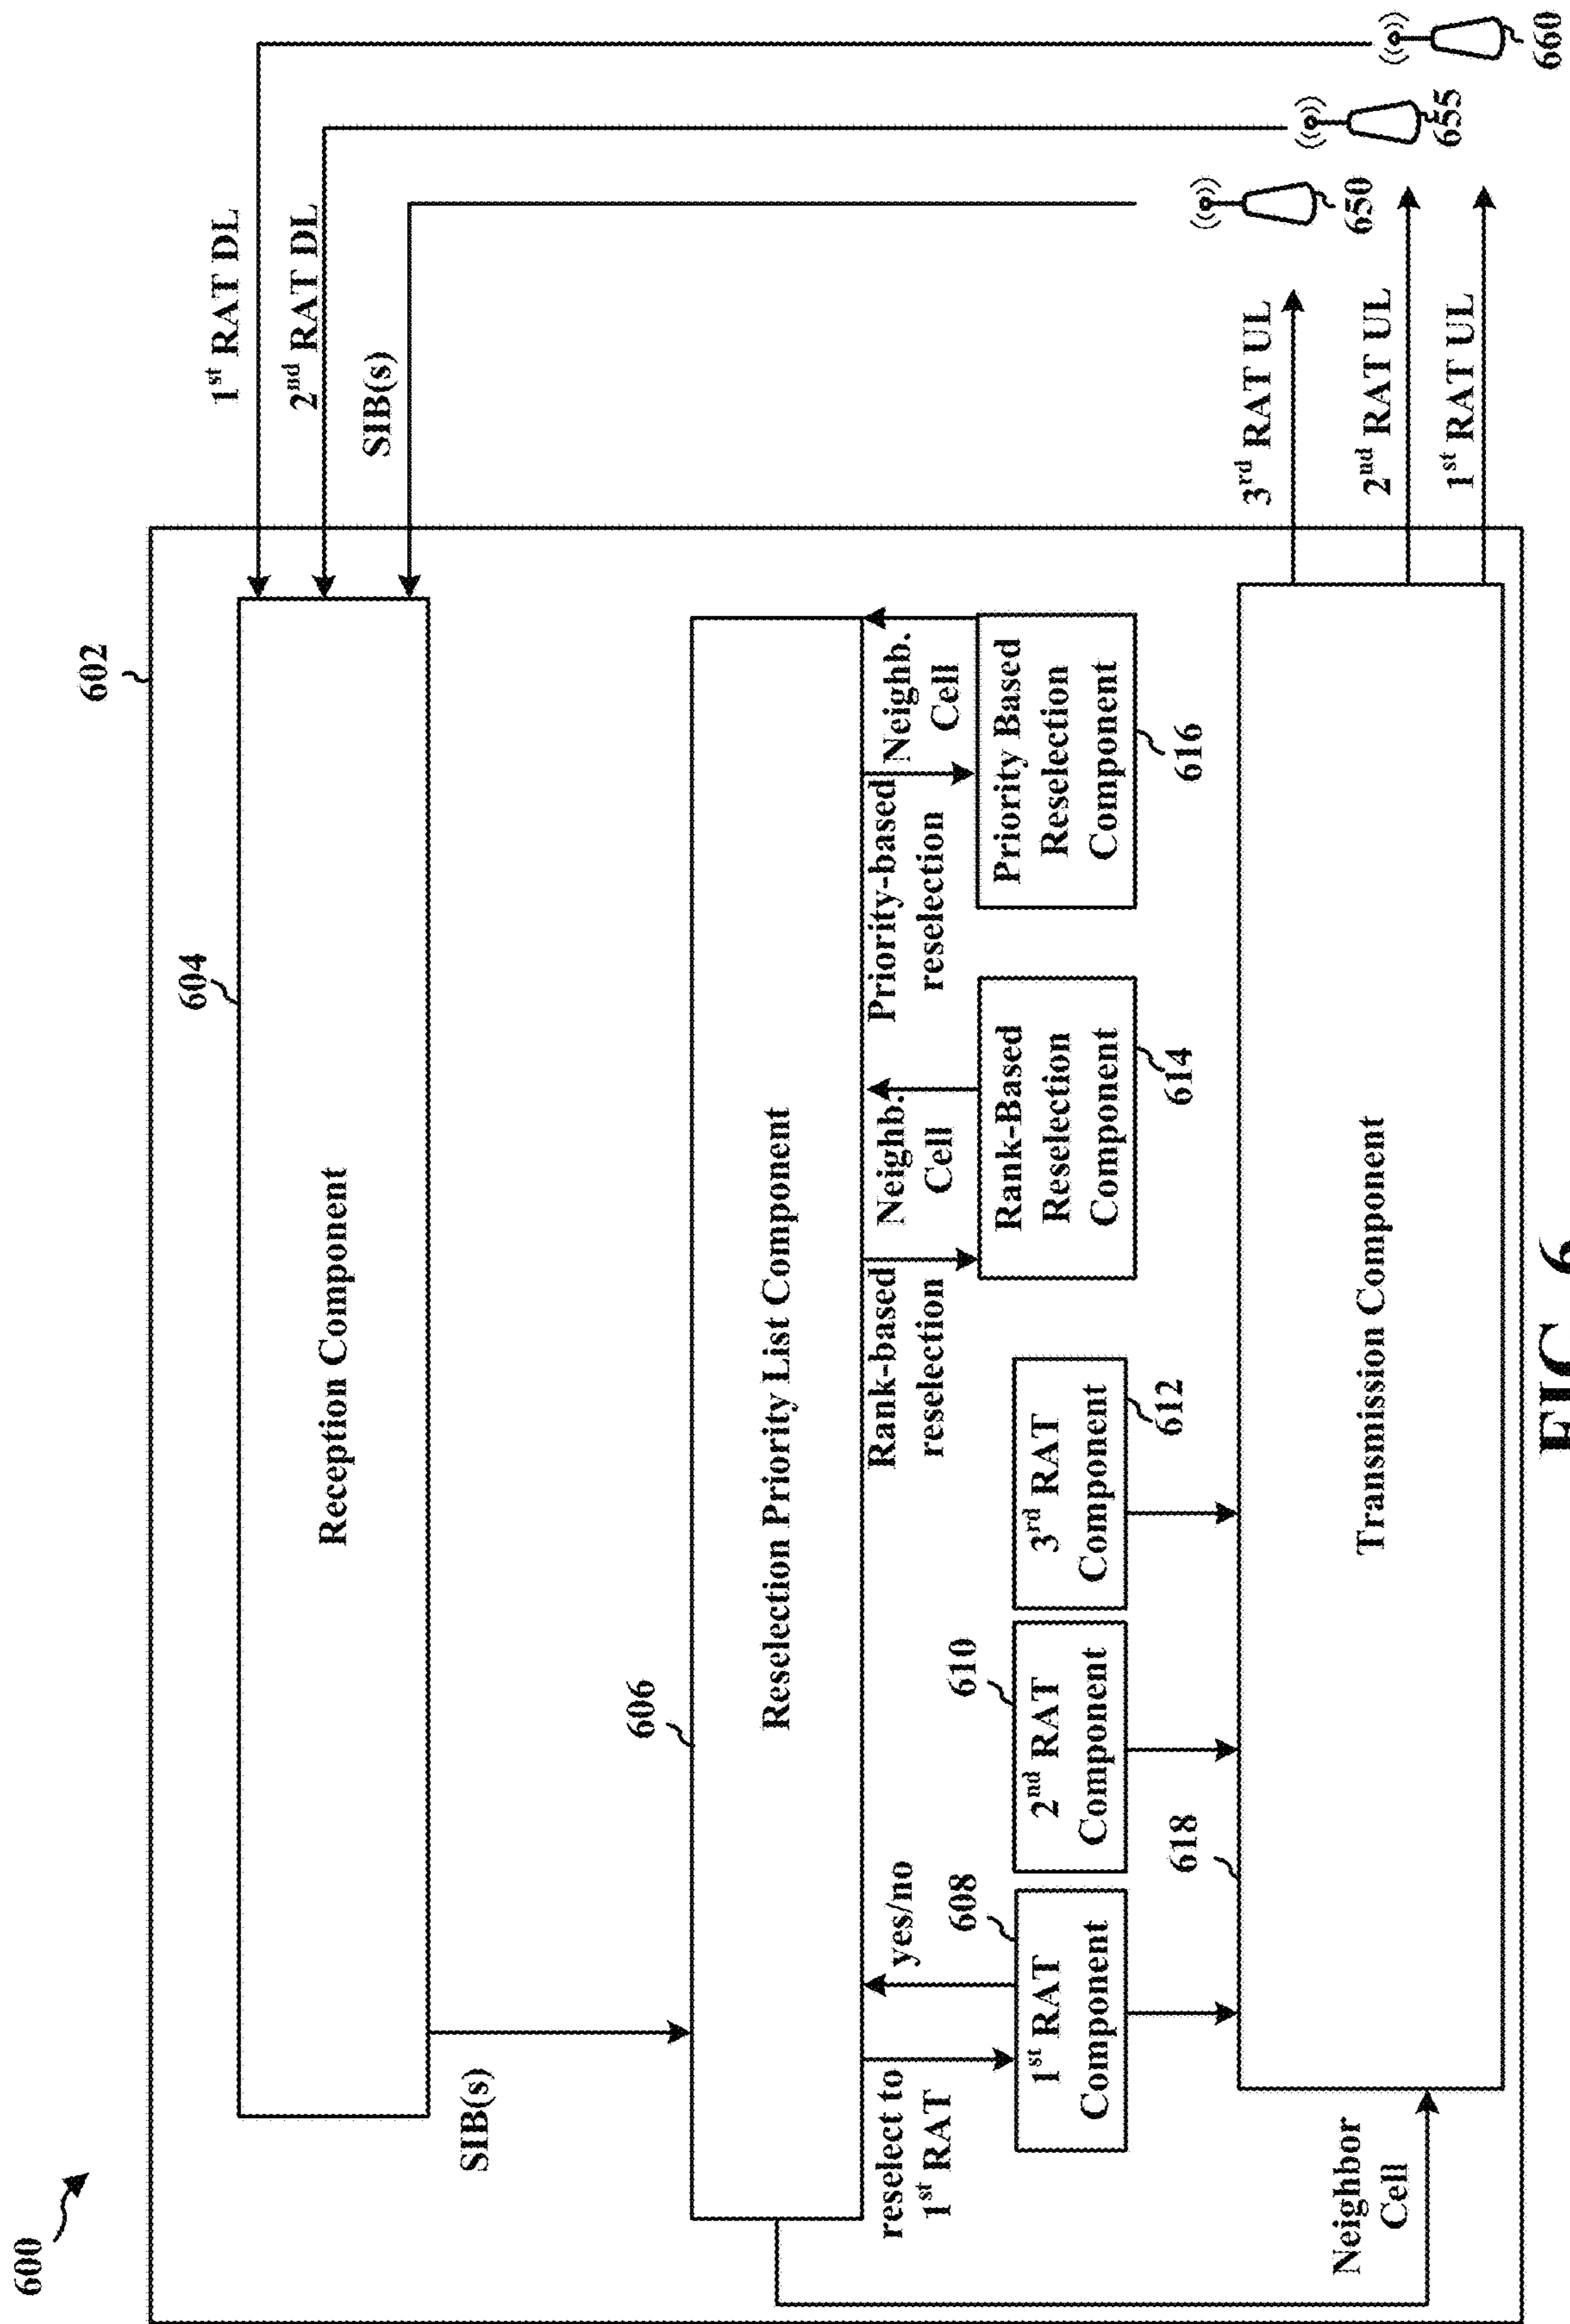 600
602
604
Reception Component
1st RAT DL
2nd RAT DL
SIB(s)
SIB(s)
606
Reselection Priority List Component
reselect to
1st RAT
yes/no
608
1st RAT
Component
610
2nd RAT
Component
3rd RAT
Component
612
Rank-based
reselection
Neighb.
Cell
Rank-Based
Reselection
Component
614
Priority-based
reselection
Neighb.
Cell
Priority Based
Reselection
Component
616
618
Transmission Component
Neighbor
Cell
3rd RAT UL
2nd RAT UL
1st RAT UL
650
655
660
FIG 6